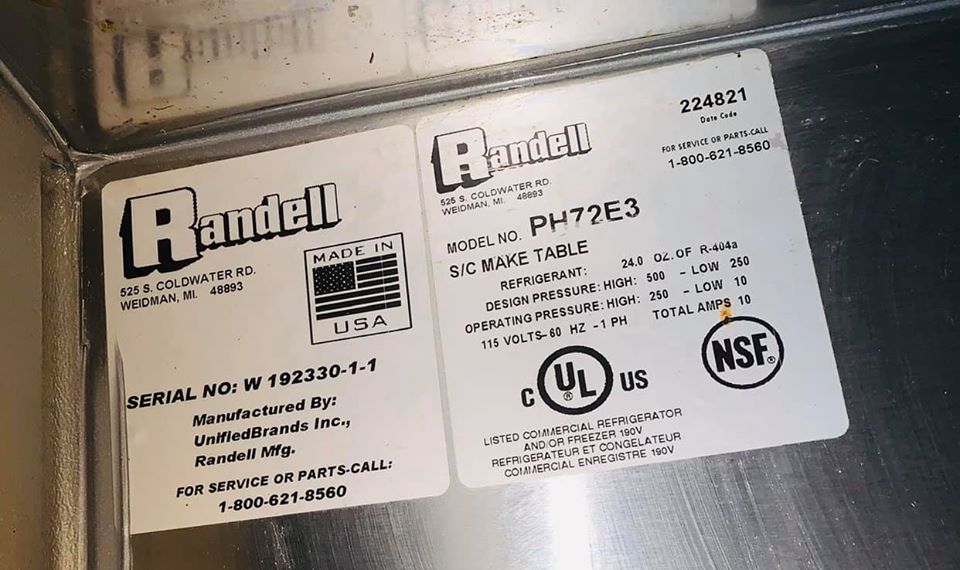 Randell
525 S. COLDWATER RD.
WEIDMAN, MI. 48893
MADE IN
USA
SERIAL NO: W 192330-1-1
Manufactured By:
UnifiedBrands Inc.,
Randell Mfg.
FOR SERVICE OR PARTS-CALL:
1-800-621-8560
Randell
525 S. COLDWATER RD.
WEIDMAN, MI. 48893
224821
Date Code
FOR SERVICE OR PARTS-CALL
1-800-621-8560
MODEL NO. PH72E3
S/C MAKE TABLE
REFRIGERANT: 24.0 OZ. OF R-404a
DESIGN PRESSURE: HIGH: 500 - LOW 250
OPERATING PRESSURE: HIGH: 250 - LOW 10
115 VOLTS-60 HZ -1 PH TOTAL AMPS 10
C UL® US
NSF®
LISTED COMMERCIAL REFRIGERATOR
AND/OR FREEZER 190V
REFRIGERATEUR ET CONGELATEUR
COMMERCIAL ENREGISTRE 190V